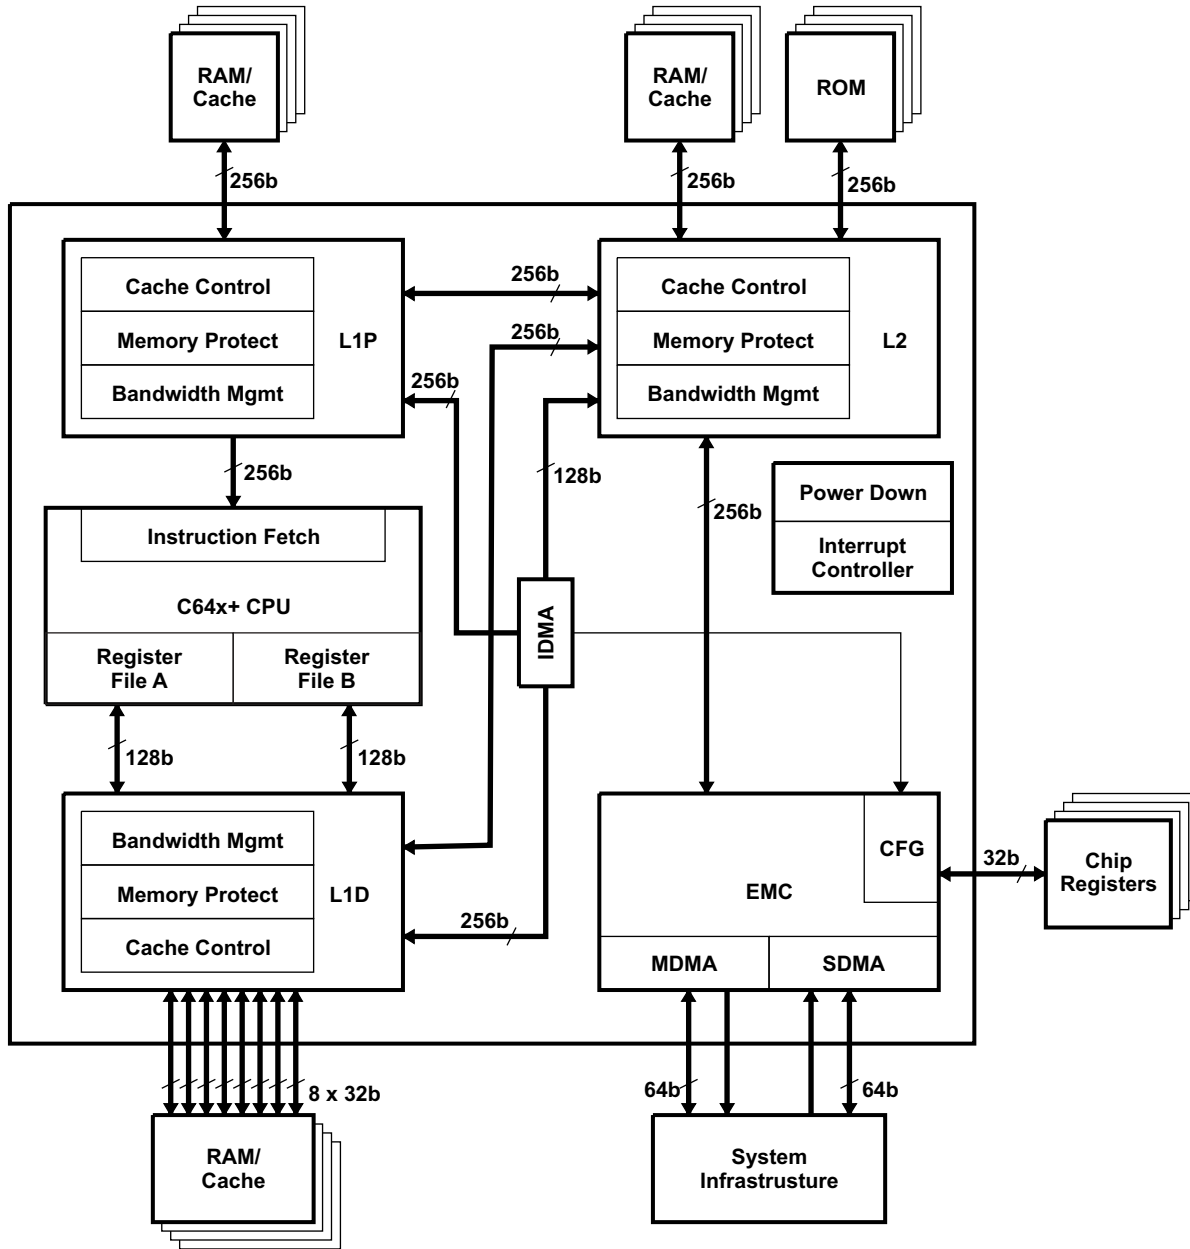 RAM/
Cache
RAM/
Cache
ROM
256b
256b
256b
Cache Control
Memory Protect
Bandwidth Mgmt
L1P
256b
256b
256b
Cache Control
Memory Protect
Bandwidth Mgmt
L2
256b
128b
256b
Power Down
Interrupt
Controller
Instruction Fetch
C64x+ CPU
Register
File A
Register
File B
IDMA
128b
128b
Bandwidth Mgmt
Memory Protect
Cache Control
L1D
256b
EMC
CFG
MDMA
SDMA
32b
Chip
Registers
8 x 32b
64b
64b
RAM/
Cache
System
Infrastrusture